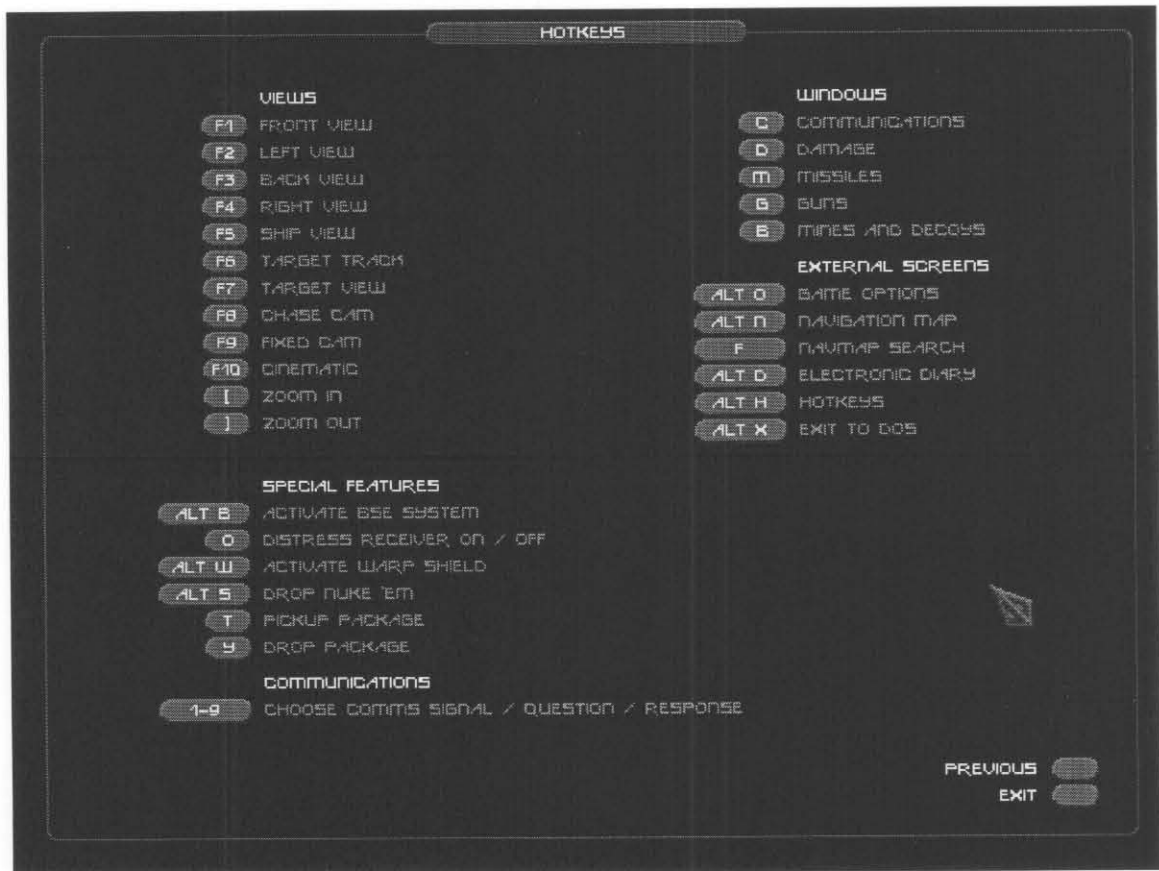 HOTKEYS
VIEWS
F1 FRONT VIEW
F2 LEFT VIEW
F3 BACK VIEW
F4 RIGHT VIEW
F5 SHIP VIEW
F6 TARGET TRACK
F7 TARGET VIEW
F8 CHASE CAM
F9 FIXED CAM
F10 CINEMATIC
[ ZOOM IN
] ZOOM OUT
WINDOWS
C COMMUNICATIONS
D DAMAGE
M MISSILES
G GUNS
B MINES AND DECOYS
EXTERNAL SCREENS
ALT O GAME OPTIONS
ALT N NAVIGATION MAP
F NAVMAP SEARCH
ALT D ELECTRONIC DIARY
ALT H HOTKEYS
ALT X EXIT TO DOS
SPECIAL FEATURES
ALT B ACTIVATE BSE SYSTEM
O DISTRESS RECEIVER ON / OFF
ALT W ACTIVATE WARP SHIELD
ALT S DROP NUKE 'EM
T PICKUP PACKAGE
Y DROP PACKAGE
COMMUNICATIONS
1-9 CHOOSE COMMS SIGNAL / QUESTION / RESPONSE
PREVIOUS
EXIT